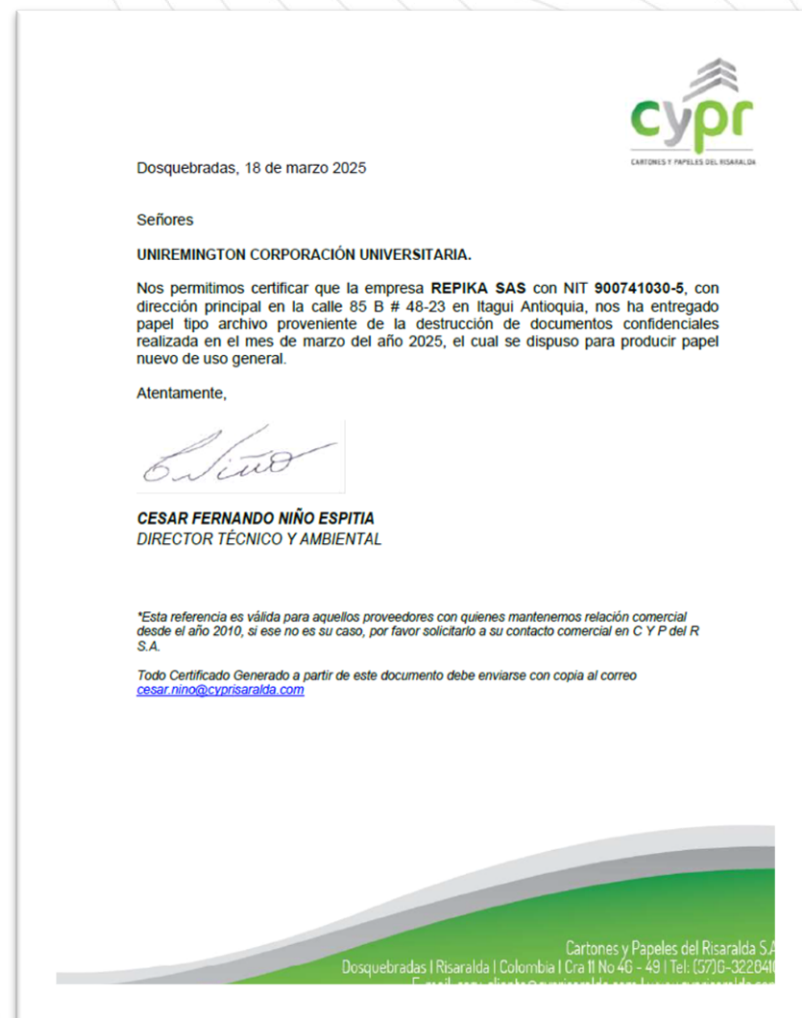 cypr
CARTONES Y PAPELES DEL RISARALDA
Dosquebradas, 18 de marzo 2025
Señores
UNIREMINGTON CORPORACIÓN UNIVERSITARIA.
Nos permitimos certificar que la empresa REPIKA SAS con NIT 900741030-5, con
dirección principal en la calle 85 B # 48-23 en Itagui Antioquia, nos ha entregado
papel tipo archivo proveniente de la destrucción de documentos confidenciales
realizada en el mes de marzo del año 2025, el cual se dispuso para producir papel
nuevo de uso general.
Atentamente,
CESAR FERNANDO NIÑO ESPITIA
DIRECTOR TÉCNICO Y AMBIENTAL
*Esta referencia es válida para aquellos proveedores con quienes mantenemos relación comercial
desde el año 2010, si ese no es su caso, por favor solicitarlo a su contacto comercial en C Y P del R
S.A.
Todo Certificado Generado a partir de este documento debe enviarse con copia al correo
cesar.nino@cyprisaralda.com
Cartones y Papeles del Risaralda S.A
Dosquebradas | Risaralda | Colombia | Cra 11 No 46 - 49 | Tel: (57)6-322841